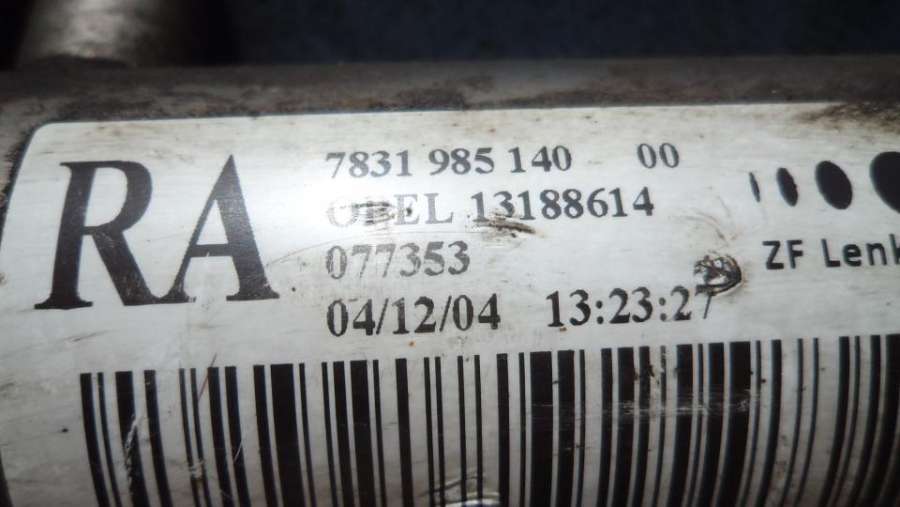 RA
7831 985 140 00
OPEL 13188614
077353
04/12/04 13:23:27
ZF Lenk